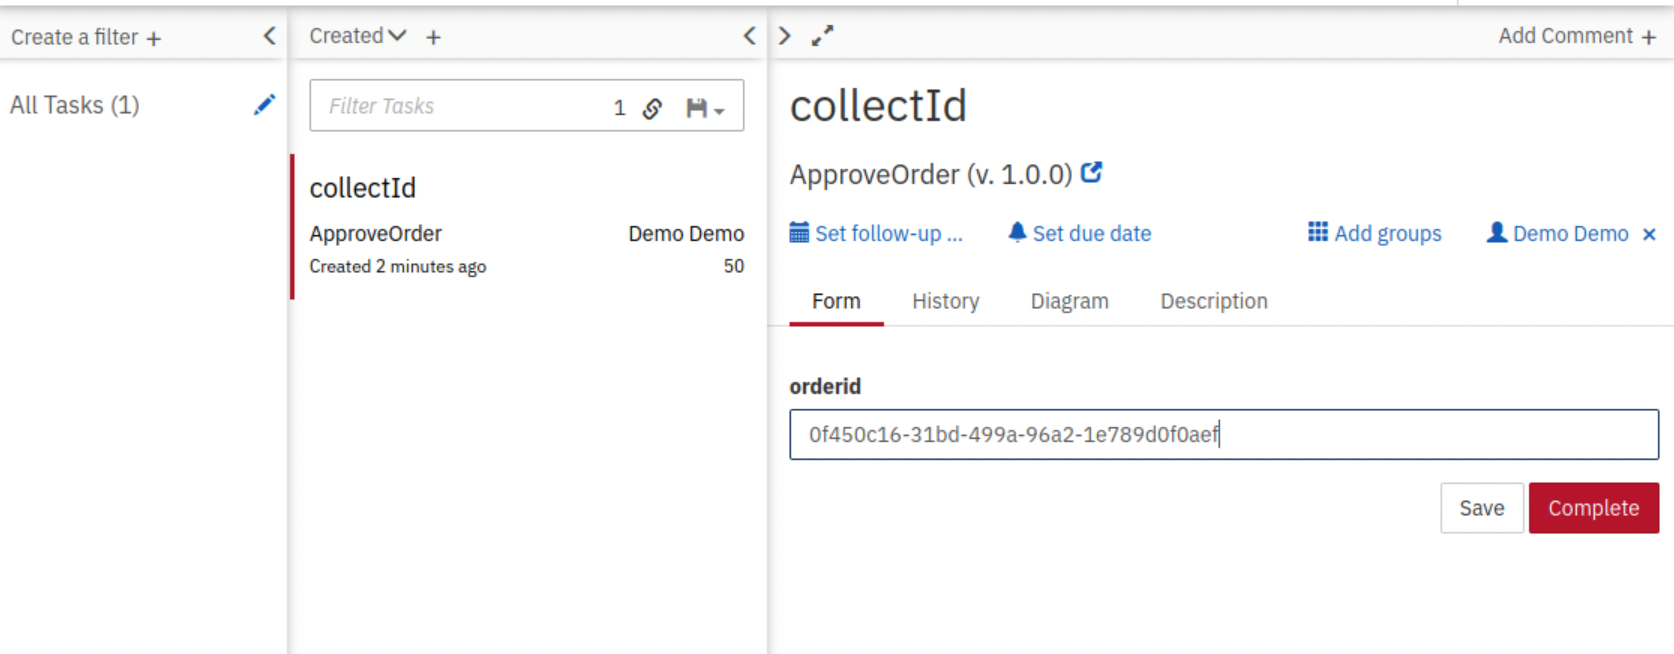 Create a filter +
All Tasks (1)
Created +
Filter Tasks 1
collectId
ApproveOrder Demo Demo
Created 2 minutes ago 50
Add Comment +
collectId
ApproveOrder (v. 1.0.0)
Set follow-up ... Set due date Add groups Demo Demo ×
Form History Diagram Description
orderid
0f450c16-31bd-499a-96a2-1e789d0f0aef
Save Complete